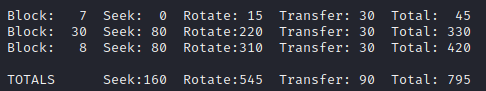 Block:   7  Seek:  0  Rotate: 15  Transfer: 30  Total:  45
Block:  30  Seek: 80  Rotate:220  Transfer: 30  Total: 330
Block:   8  Seek: 80  Rotate:310  Transfer: 30  Total: 420

TOTALS      Seek:160  Rotate:545  Transfer: 90  Total: 795